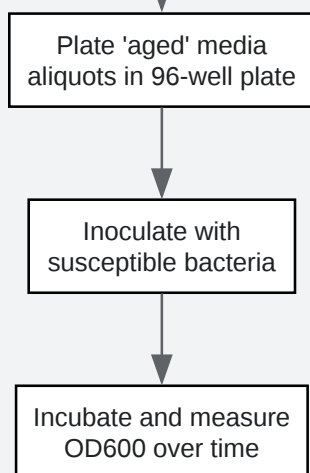 Plate 'aged' media
aliquots in 96-well plate
Inoculate with
susceptible bacteria
Incubate and measure
OD600 over time